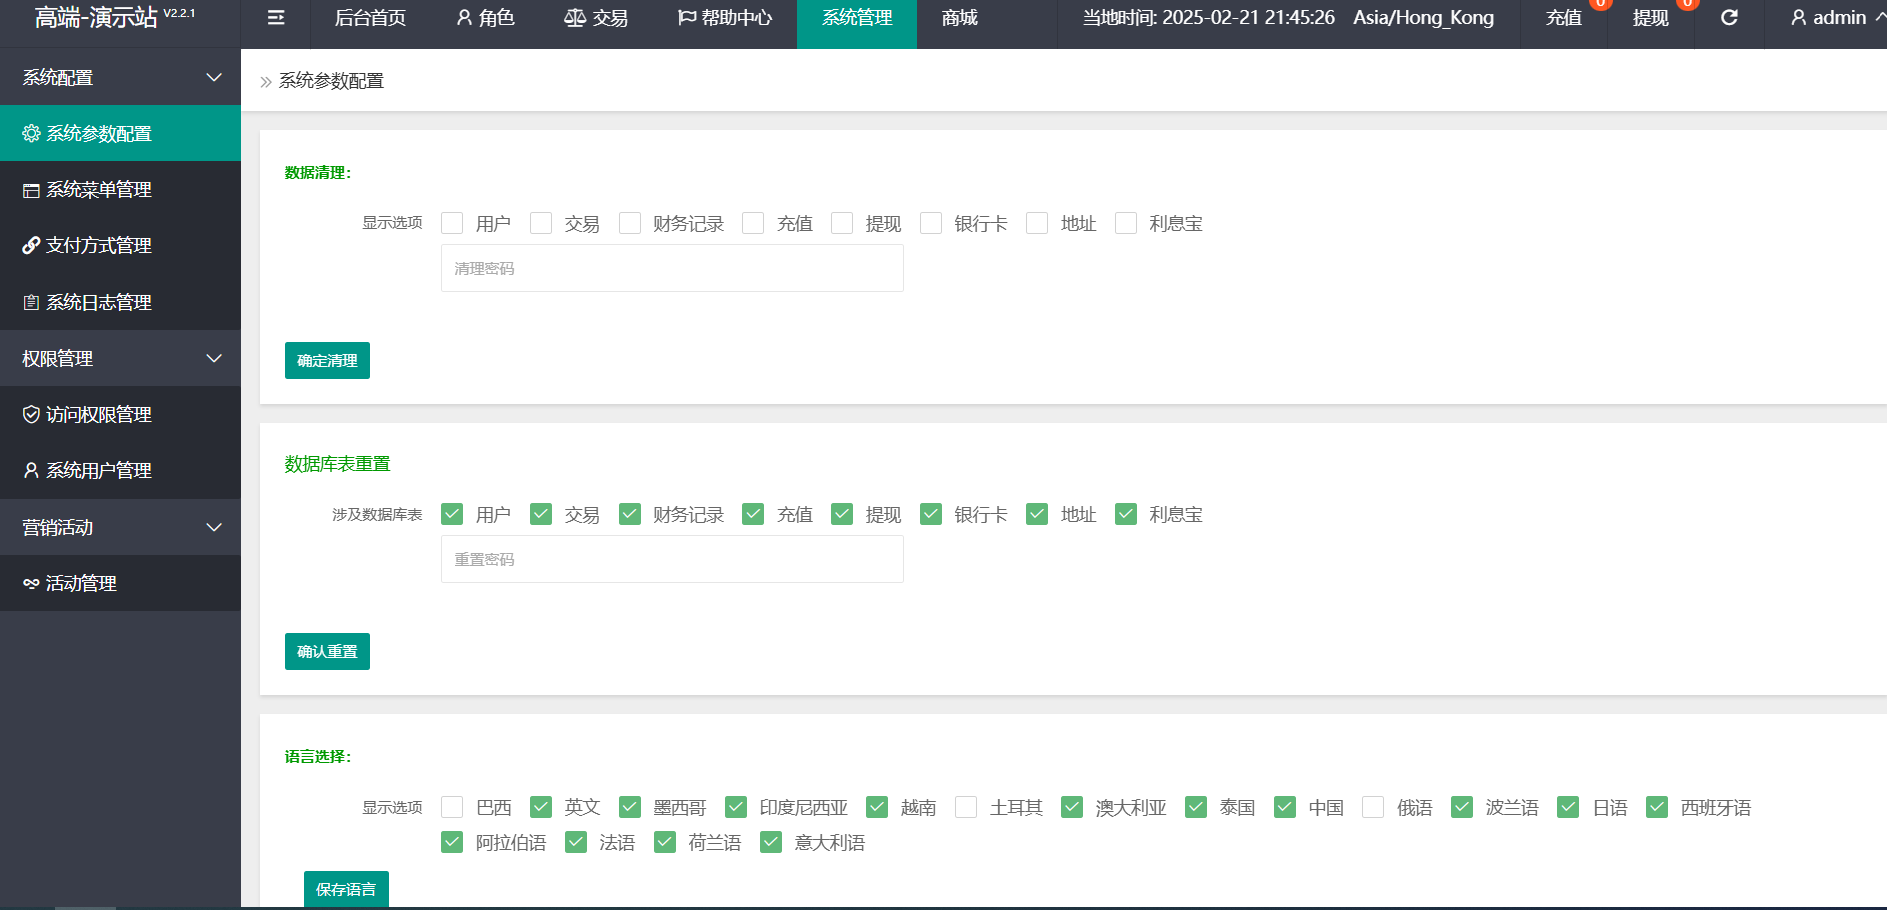 高端-演示站 V2.2.1
后台首页 角色 交易 帮助中心 系统管理 商城 当地时间: 2025-02-21 21:45:26 Asia/Hong_Kong 充值 0 提现 0 admin
系统配置
系统参数配置
系统菜单管理
支付方式管理
系统日志管理
权限管理
访问权限管理
系统用户管理
营销活动
活动管理
» 系统参数配置
数据清理：
显示选项 用户 交易 财务记录 充值 提现 银行卡 地址 利息宝
清理密码
确定清理
数据库表重置
涉及数据库表 用户 交易 财务记录 充值 提现 银行卡 地址 利息宝
重置密码
确认重置
语言选择：
显示选项 巴西 英文 墨西哥 印度尼西亚 越南 土耳其 澳大利亚 泰国 中国 俄语 波兰语 日语 西班牙语
阿拉伯语 法语 荷兰语 意大利语
保存语言